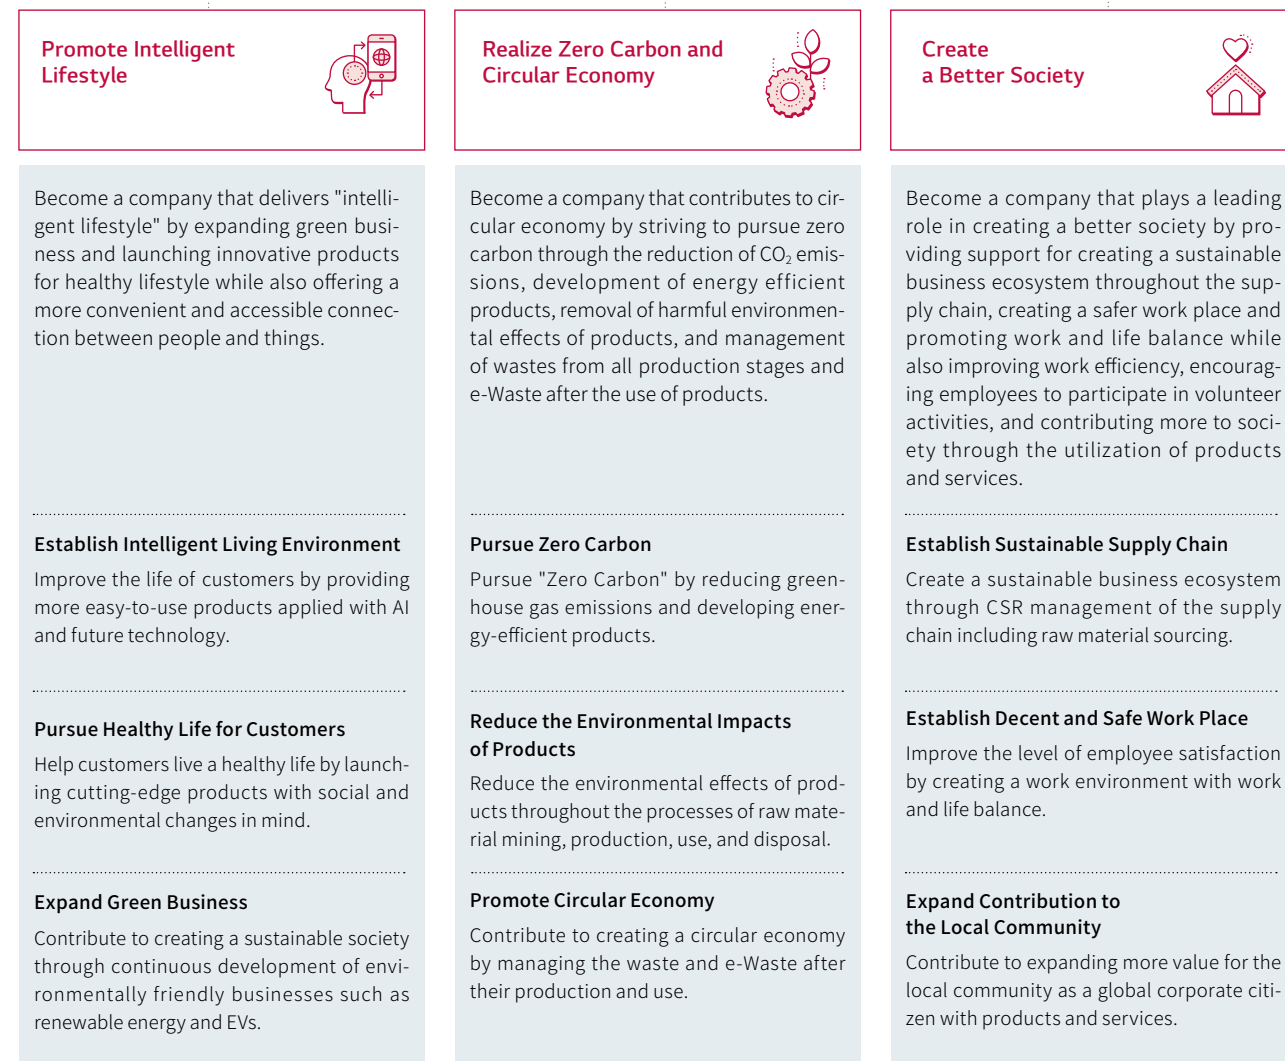 Promote Intelligent
Lifestyle
Become a company that delivers "intelli-
gent lifestyle" by expanding green busi-
ness and launching innovative products
for healthy lifestyle while also offering a
more convenient and accessible connec-
tion between people and things.
Establish Intelligent Living Environment
Improve the life of customers by providing
more easy-to-use products applied with AI
and future technology.
Pursue Healthy Life for Customers
Help customers live a healthy life by launch-
ing cutting-edge products with social and
environmental changes in mind.
Expand Green Business
Contribute to creating a sustainable society
through continuous development of envi-
ronmentally friendly businesses such as
renewable energy and EVs.
Realize Zero Carbon and
Circular Economy
Become a company that contributes to cir-
cular economy by striving to pursue zero
carbon through the reduction of CO₂ emis-
sions, development of energy efficient
products, removal of harmful environmen-
tal effects of products, and management
of wastes from all production stages and
e-Waste after the use of products.
Pursue Zero Carbon
Pursue "Zero Carbon" by reducing green-
house gas emissions and developing ener-
gy-efficient products.
Reduce the Environmental Impacts
of Products
Reduce the environmental effects of prod-
ucts throughout the processes of raw mate-
rial mining, production, use, and disposal.
Promote Circular Economy
Contribute to creating a circular economy
by managing the waste and e-Waste after
their production and use.
Create
a Better Society
Become a company that plays a leading
role in creating a better society by pro-
viding support for creating a sustainable
business ecosystem throughout the sup-
ply chain, creating a safer work place and
promoting work and life balance while
also improving work efficiency, encourag-
ing employees to participate in volunteer
activities, and contributing more to soci-
ety through the utilization of products
and services.
Establish Sustainable Supply Chain
Create a sustainable business ecosystem
through CSR management of the supply
chain including raw material sourcing.
Establish Decent and Safe Work Place
Improve the level of employee satisfaction
by creating a work environment with work
and life balance.
Expand Contribution to
the Local Community
Contribute to expanding more value for the
local community as a global corporate citi-
zen with products and services.